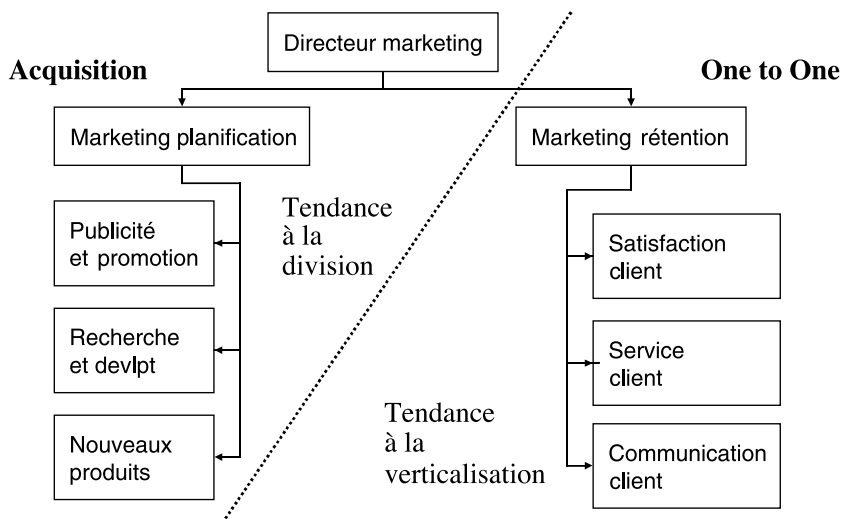 Directeur marketing
Acquisition
One to One
Marketing planification
Marketing rétention
Publicité
et promotion
Recherche
et devlpt
Nouveaux
produits
Tendance
à la
division
Tendance
à la
verticalisation
Satisfaction
client
Service
client
Communication
client